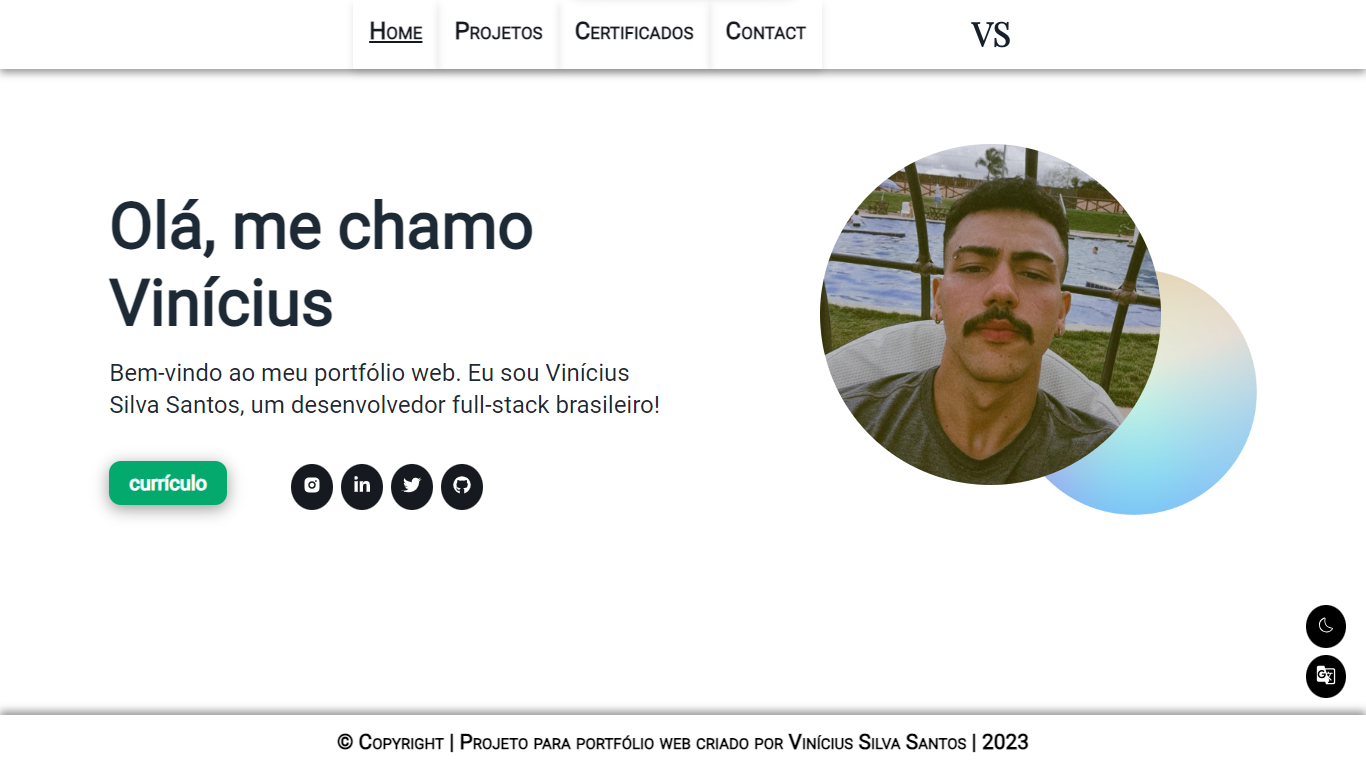 Home Projetos Certificados Contact VS
Olá, me chamo
Vinícius
Bem-vindo ao meu portfólio web. Eu sou Vinícius
Silva Santos, um desenvolvedor full-stack brasileiro!
currículo
© Copyright | Projeto para portfólio web criado por Vinícius Silva Santos | 2023